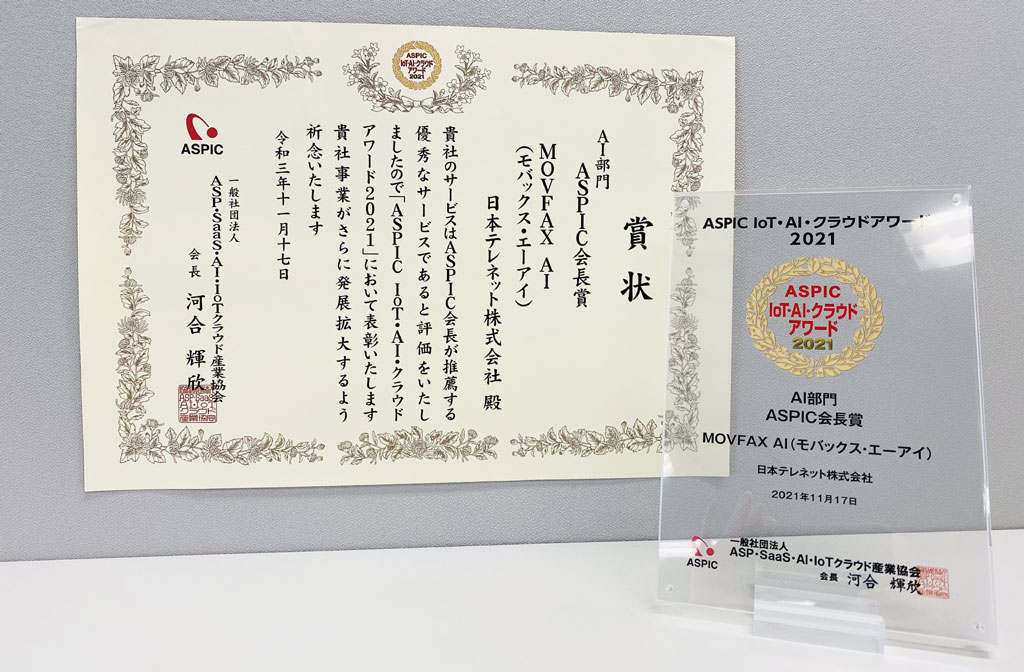 ASPIC
IoT・AI・クラウド
アワード
2021
賞状
AI部門
ASPIC会長賞
MOVFAX AI
（モバックス・エーアイ）
日本テレネット株式会社 殿
貴社のサービスはASPIC会長が推薦する
優秀なサービスであると評価をいたし
ましたので「ASPIC IoT・AI・クラウド
アワード2021」において表彰いたします
貴社事業がさらに発展拡大するよう
祈念いたします
令和三年十一月十七日
ASPIC
一般社団法人
ASP・SaaS・AI・IoTクラウド産業協会
会長 河合 輝欣
ASPIC IoT・AI・クラウドアワード
2021
ASPIC
IoT・AI・クラウド
アワード
2021
AI部門
ASPIC会長賞
MOVFAX AI（モバックス・エーアイ）
日本テレネット株式会社
2021年11月17日
ASPIC
一般社団法人
ASP・SaaS・AI・IoTクラウド産業協会
会長 河合 輝欣